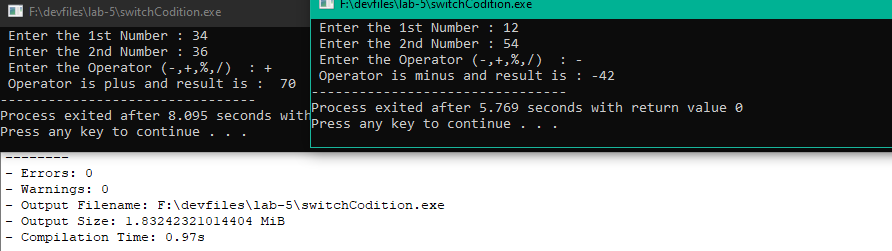 F:\devfiles\lab-5\switchCodition.exe
Enter the 1st Number : 34
Enter the 2nd Number : 36
Enter the Operator (-,+,%,/)  : +
Operator is plus and result is :  70
--------------------------------
Process exited after 8.095 seconds with
Press any key to continue . . .
F:\devfiles\lab-5\switchCodition.exe
Enter the 1st Number : 12
Enter the 2nd Number : 54
Enter the Operator (-,+,%,/)  : -
Operator is minus and result is : -42
--------------------------------
Process exited after 5.769 seconds with return value 0
Press any key to continue . . .
--------
- Errors: 0
- Warnings: 0
- Output Filename: F:\devfiles\lab-5\switchCodition.exe
- Output Size: 1.83242321014404 MiB
- Compilation Time: 0.97s